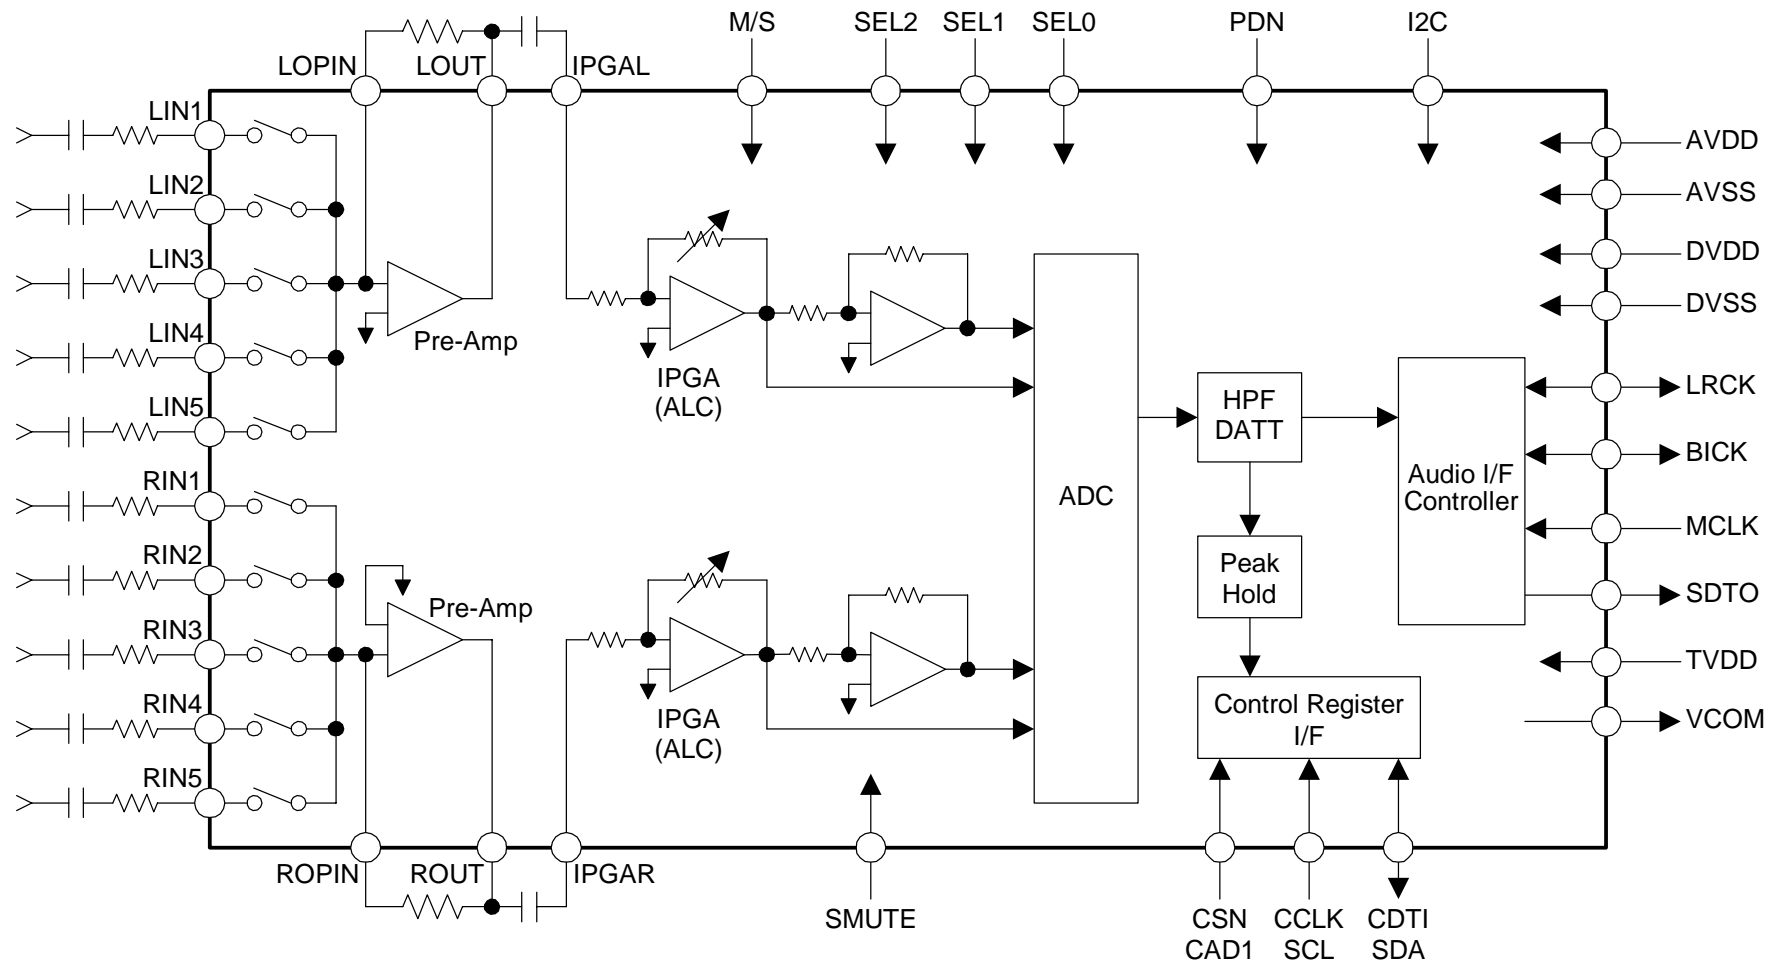 M/S
SEL2
SEL1
SEL0
PDN
I2C
LOPIN
LOUT
IPGAL
LIN1
LIN2
LIN3
LIN4
LIN5
RIN1
RIN2
RIN3
RIN4
RIN5
Pre-Amp
IPGA
(ALC)
Pre-Amp
IPGA
(ALC)
ADC
HPF
DATT
Peak
Hold
Audio I/F
Controller
Control Register
I/F
AVDD
AVSS
DVDD
DVSS
LRCK
BICK
MCLK
SDTO
TVDD
VCOM
ROPIN
ROUT
IPGAR
SMUTE
CSN
CAD1
CCLK
SCL
CDTI
SDA